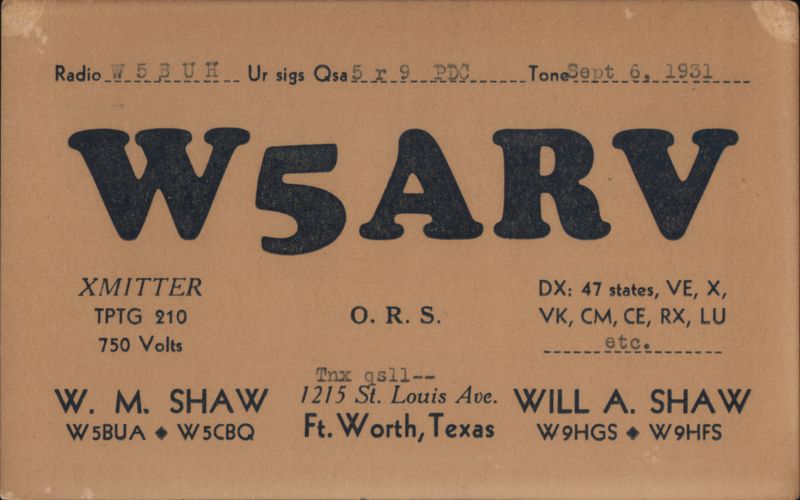 Radio W5BUH Ur sigs Qsa 5 r 9 PDC Tone Sept 6, 1931
W5ARV
XMITTER
TPTG 210
750 Volts
O. R. S.
DX: 47 states, VE, X,
VK, CM, CE, RX, LU
etc.
Tnx qsll--
W. M. SHAW
W5BUA ◆ W5CBQ
1215 St. Louis Ave.
Ft. Worth, Texas
WILL A. SHAW
W9HGS ◆ W9HFS